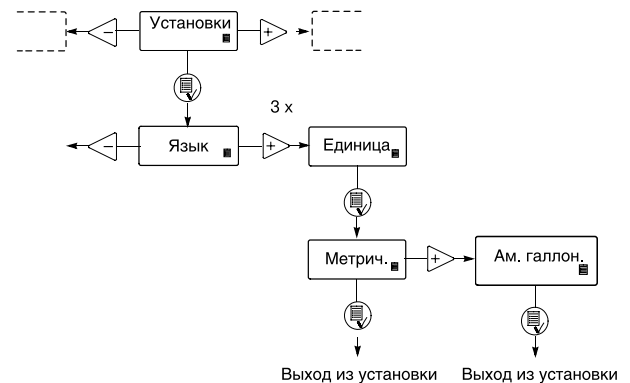 Установки
−
+
3 x
−
Язык
+
Единица
Метрич.
+
Ам. галлон.
Выход из установки
Выход из установки